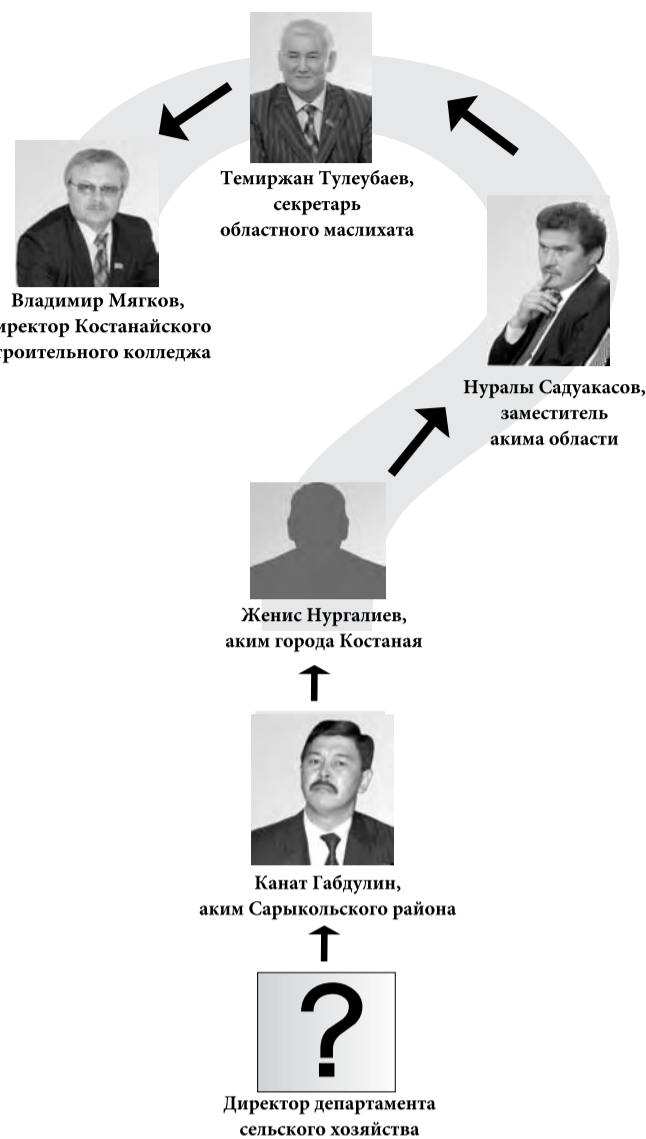 Темиржан Тулеубаев,
секретарь
областного маслихата
Владимир Мягков,
иректор Костанайского
троительного колледжа
Нуралы Садуакасов,
заместитель
акима области
Женис Нургалиев,
аким города Костаная
Канат Габдулин,
аким Сарыкольского района
?
Директор департамента
сельского хозяйства